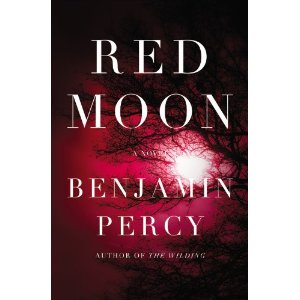 RED
MOON
A NOVEL
BENJAMIN
PERCY
AUTHOR OF THE WILDING